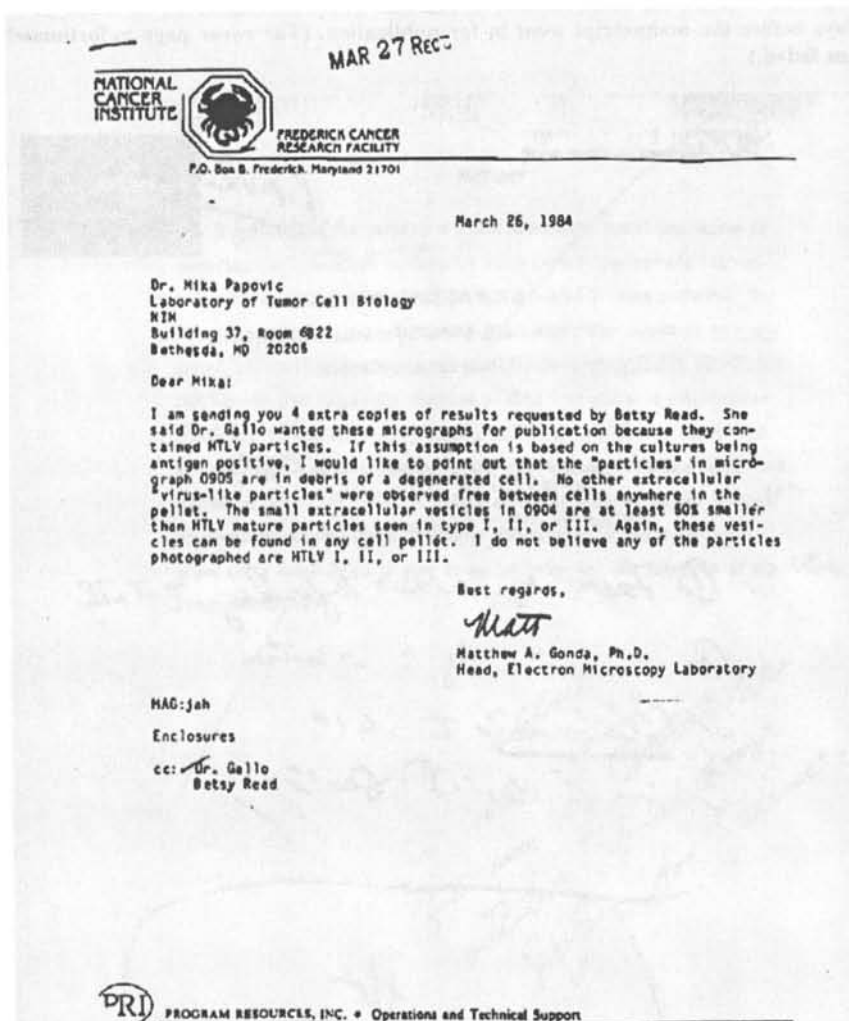 MAR 27 REC
NATIONAL
CANCER
INSTITUTE
FREDERICK CANCER
RESEARCH FACILITY
P.O. Box B, Frederick, Maryland 21701
March 26, 1984
Dr. Mika Papovic
Laboratory of Tumor Cell Biology
NIH
Building 37, Room 6B22
Bethesda, MD 20205
Dear Mika:
I am sending you 4 extra copies of results requested by Betsy Read. She
said Dr. Gallo wanted these micrographs for publication because they con-
tained HTLV particles. If this assumption is based on the cultures being
antigen positive, I would like to point out that the "particles" in micro-
graph 0905 are in debris of a degenerated cell. No other extracellular
"virus-like particles" were observed free between cells anywhere in the
pellet. The small extracellular vesicles in 0904 are at least 50% smaller
than HTLV mature particles seen in type I, II, or III. Again, these vesi-
cles can be found in any cell pellet. I do not believe any of the particles
photographed are HTLV I, II, or III.
Best regards,
Matt
Matthew A. Gonda, Ph.D.
Head, Electron Microscopy Laboratory
MAG:jah
Enclosures
cc: Dr. Gallo
Betsy Read
PRI PROGRAM RESOURCES, INC. • Operations and Technical Support